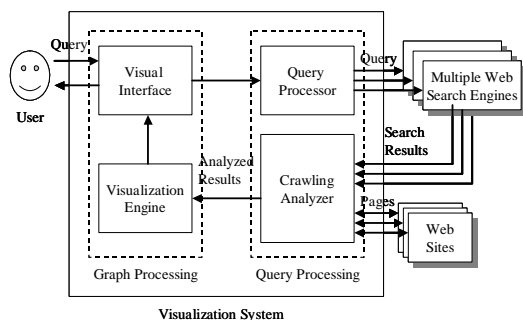 Query
Visual
Interface
Query
Processor
Query
Multiple Web
Search Engines
User
Search
Results
Analyzed
Results
Visualization
Engine
Crawling
Analyzer
Pages
Web
Sites
Graph Processing
Query Processing
Visualization System